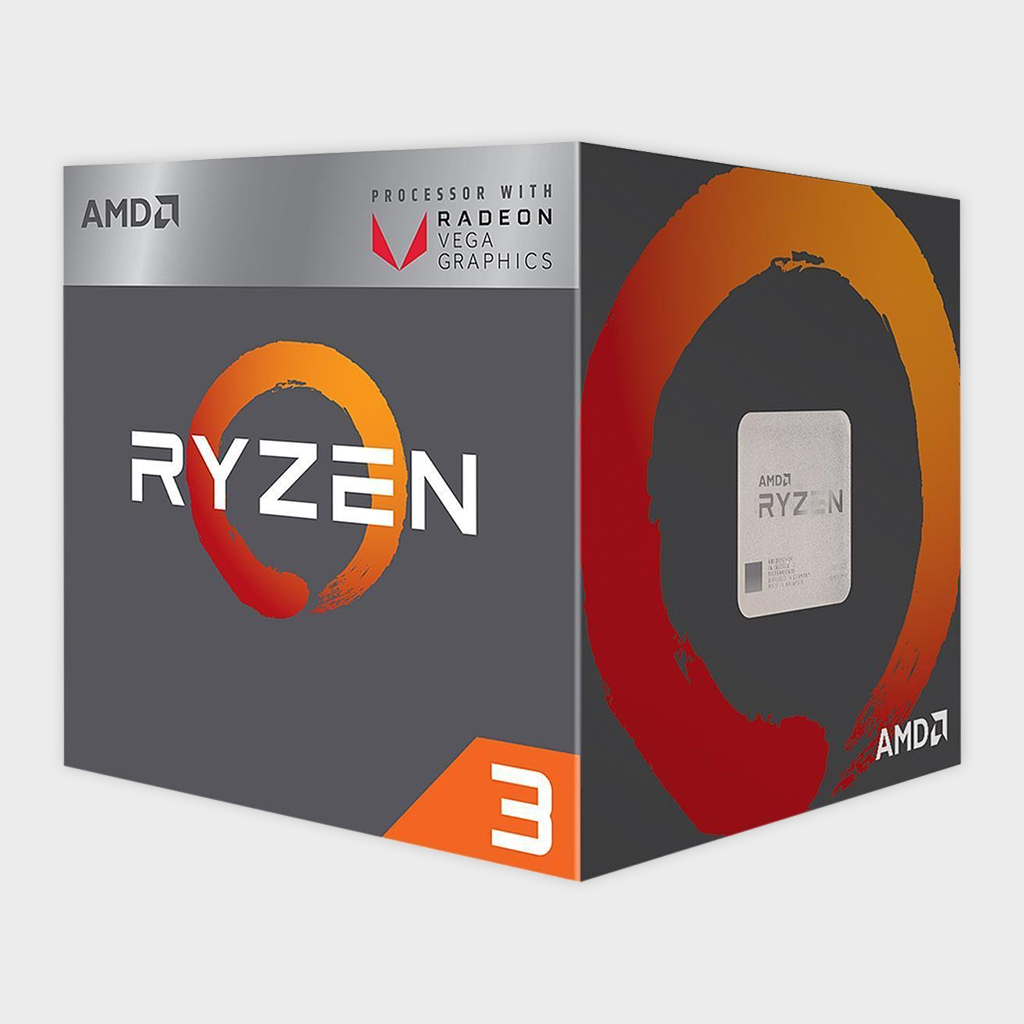 AMD
PROCESSOR WITH
RADEON
VEGA
GRAPHICS
RYZEN
3
AMD
RYZEN
AMD